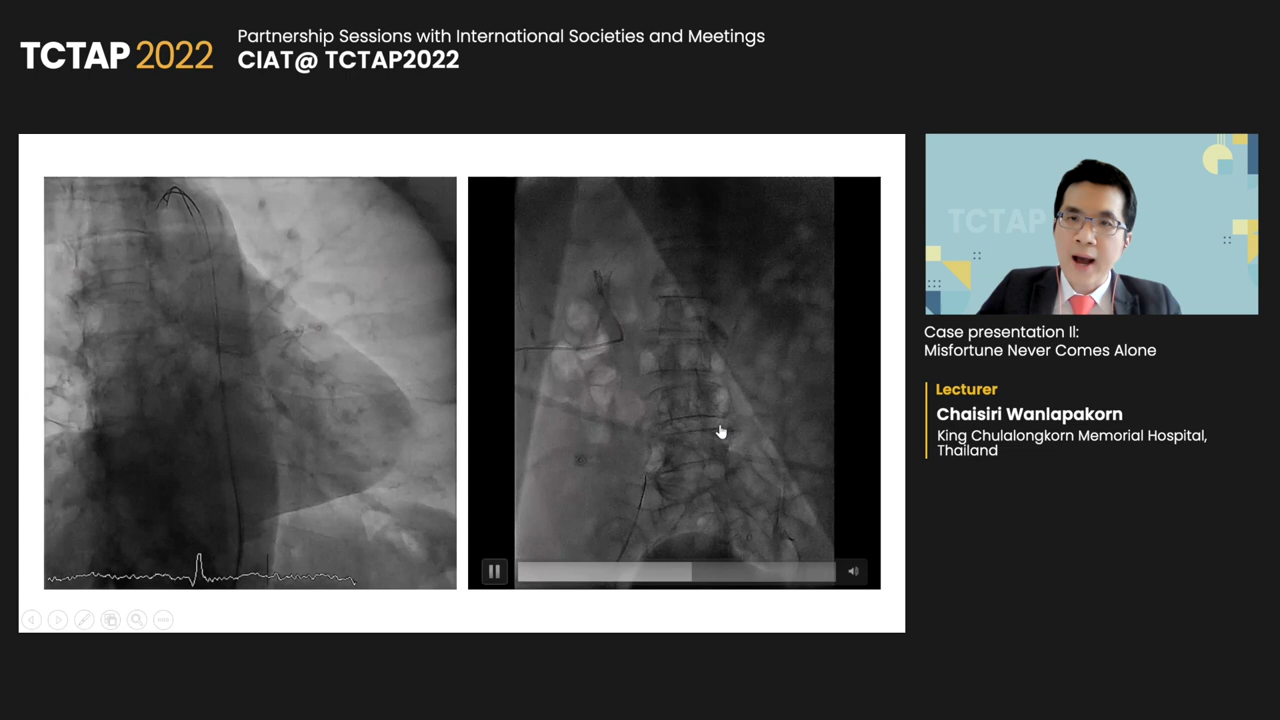 TCTAP 2022
Partnership Sessions with International Societies and Meetings
CIAT@ TCTAP2022
TCTAP
Case presentation II:
Misfortune Never Comes Alone
Lecturer
Chaisiri Wanlapakorn
King Chulalongkorn Memorial Hospital,
Thailand